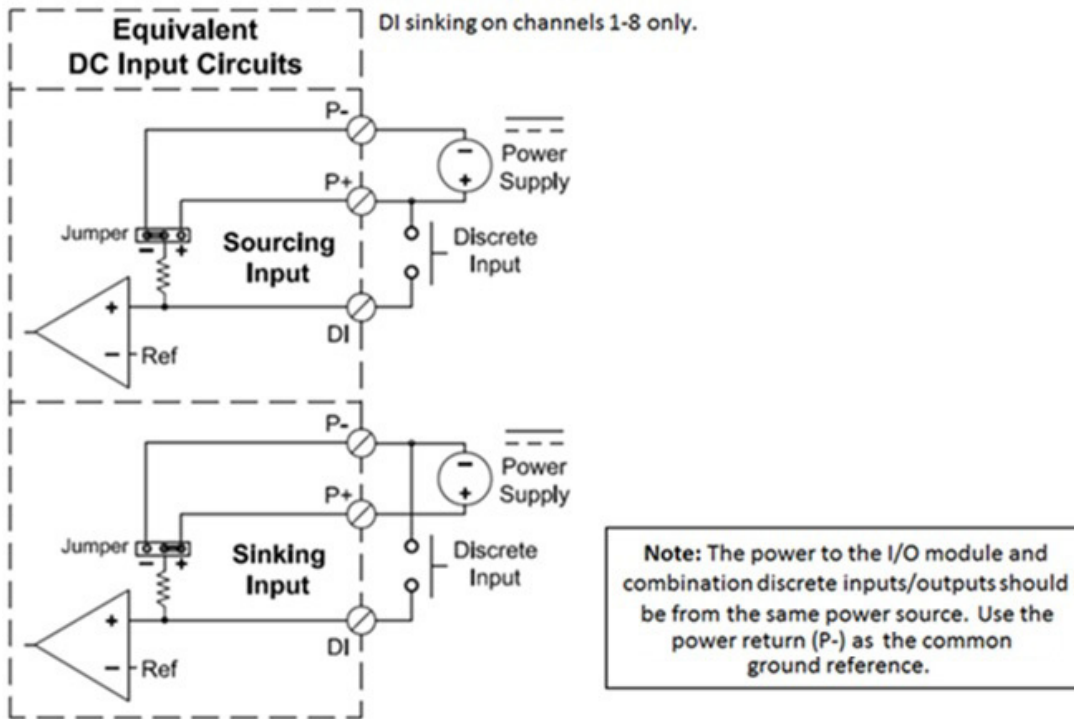 Equivalent
DC Input Circuits
DI sinking on channels 1-8 only.
P-
−
+
Power
Supply
P+
Jumper
− +
Sourcing
Input
Discrete
Input
+
−
Ref
DI
P-
−
+
Power
Supply
P+
Jumper
− +
Sinking
Input
Discrete
Input
+
−
Ref
DI
Note: The power to the I/O module and
combination discrete inputs/outputs should
be from the same power source. Use the
power return (P-) as the common
ground reference.